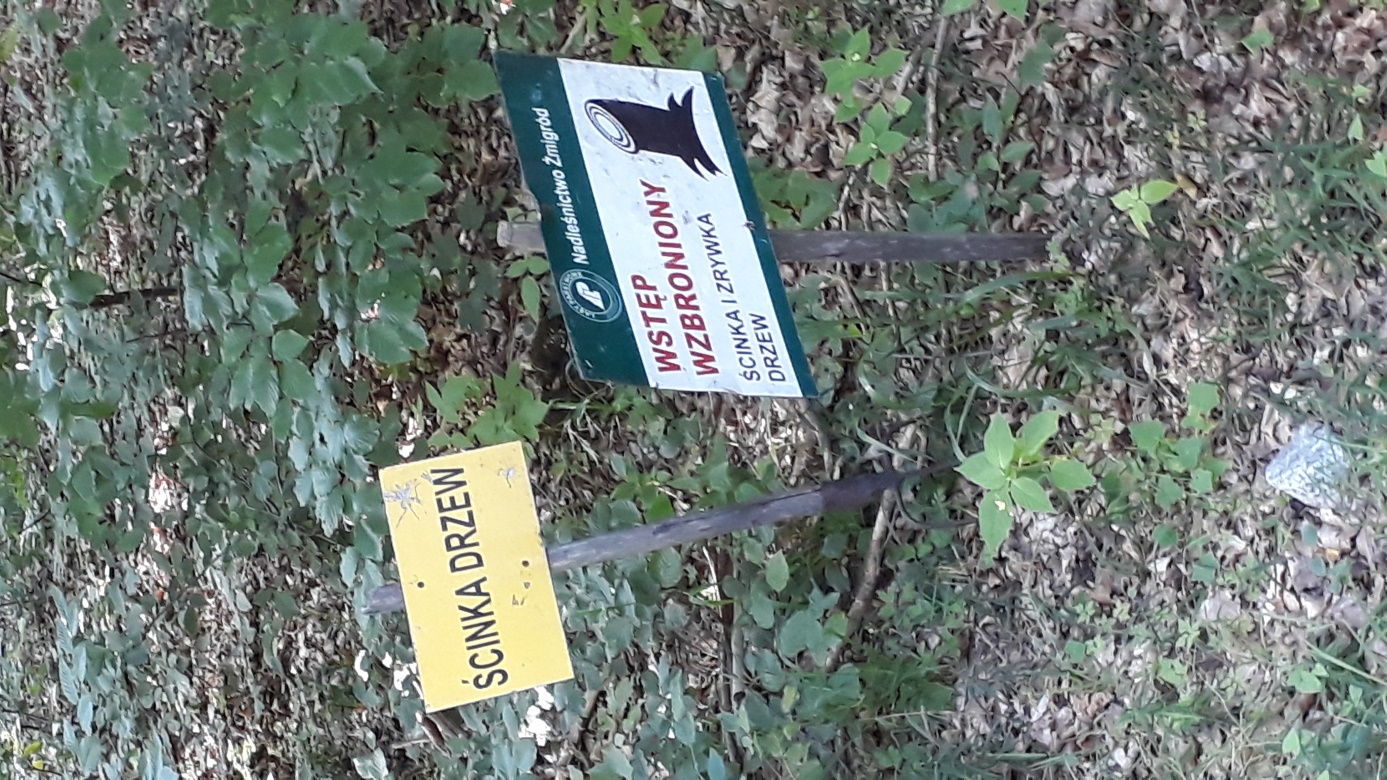 ŚCINKA DRZEW
Nadleśnictwo Żmigród
WSTĘP
WZBRONIONY
ŚCINKA I ZRYWKA
DRZEW